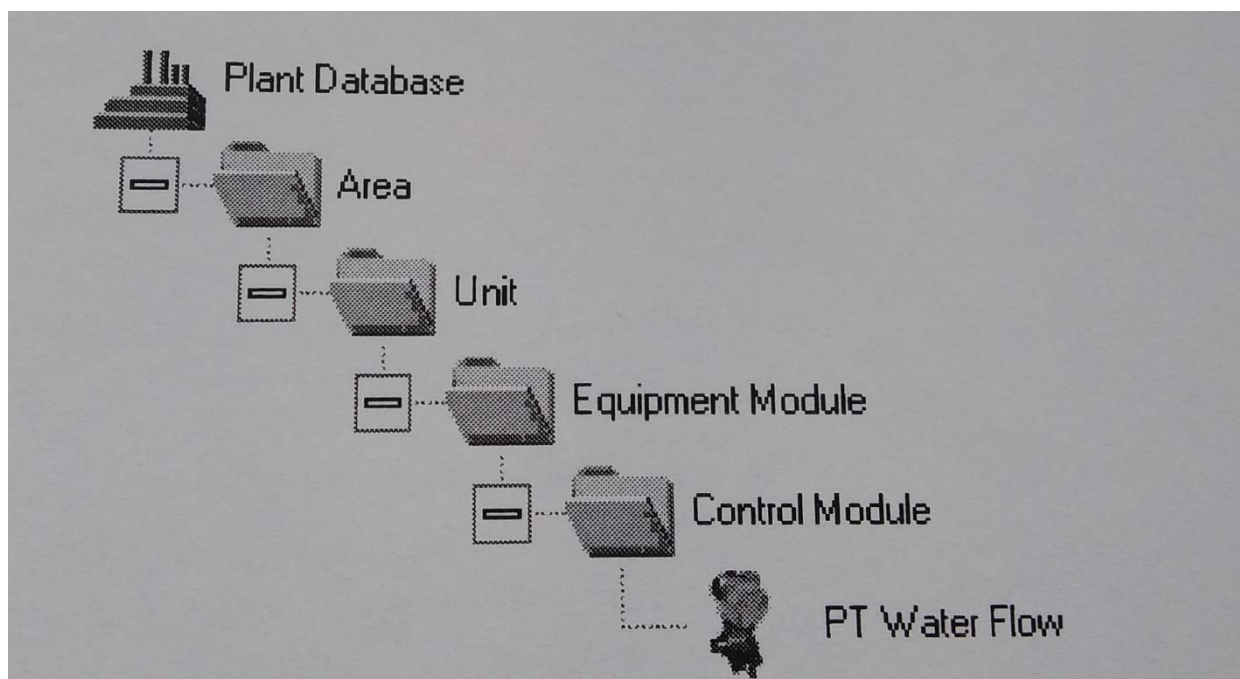 Plant Database
Area
Unit
Equipment Module
Control Module
PT Water Flow